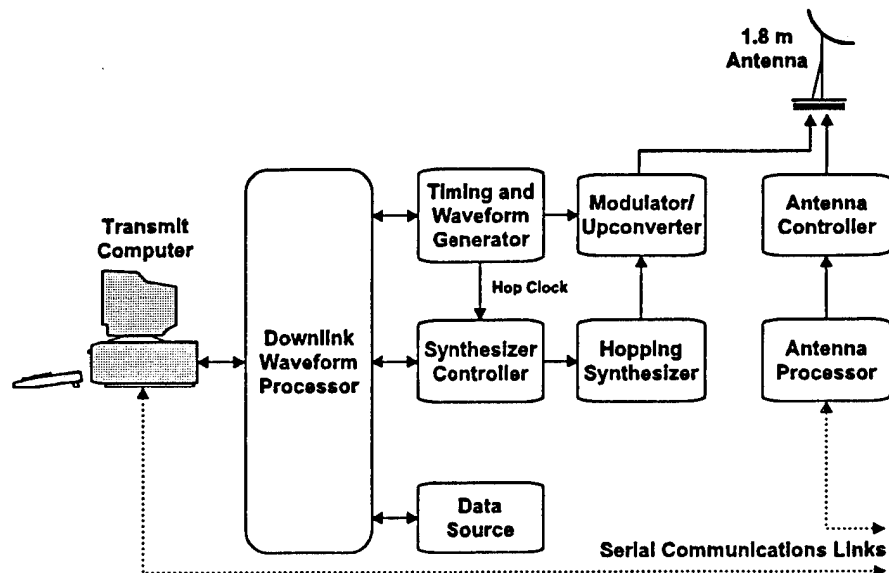 1.8 m
Antenna
Timing and
Waveform
Generator
Modulator/
Upconverter
Antenna
Controller
Transmit
Computer
Hop Clock
Downlink
Waveform
Processor
Synthesizer
Controller
Hopping
Synthesizer
Antenna
Processor
Data
Source
Serial Communications Links